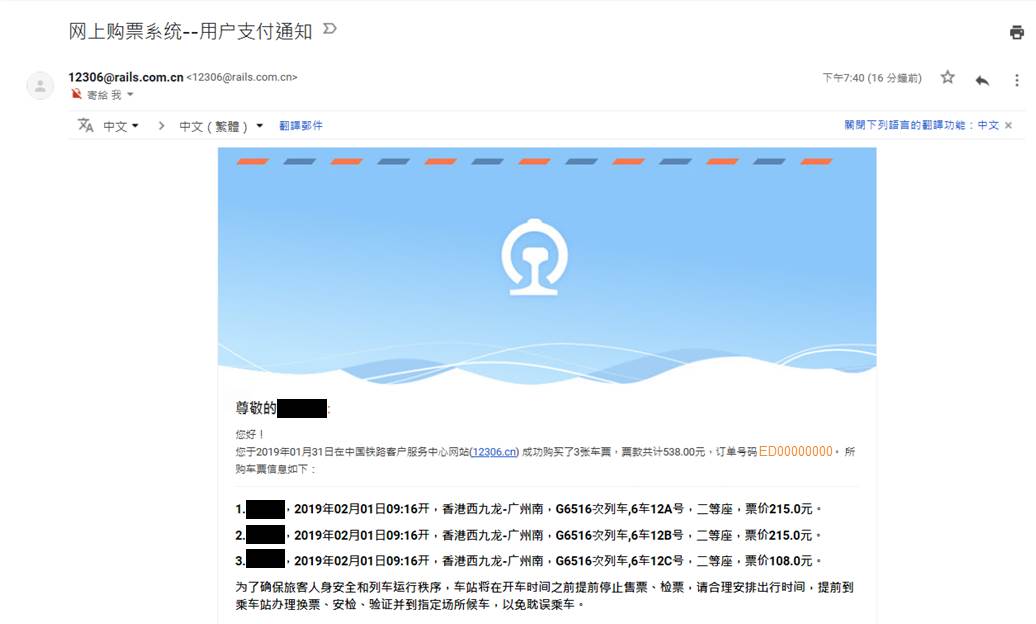 网上购票系统--用户支付通知
12306@rails.com.cn <12306@rails.com.cn>
下午7:40 (16 分鐘前)
寄給 我
中文 > 中文 ( 繁體 ) 翻譯郵件
關閉下列語言的翻譯功能：中文 ×
尊敬的 :
您好！
您于2019年01月31日在中国铁路客户服务中心网站(12306.cn) 成功购买了3张车票，票款共计538.00元，订单号码ED00000000。所
购车票信息如下：
1. ，2019年02月01日09:16开，香港西九龙-广州南，G6516次列车,6车12A号，二等座，票价215.0元。
2. ，2019年02月01日09:16开，香港西九龙-广州南，G6516次列车,6车12B号，二等座，票价215.0元。
3. ，2019年02月01日09:16开，香港西九龙-广州南，G6516次列车,6车12C号，二等座，票价108.0元。
为了确保旅客人身安全和列车运行秩序，车站将在开车时间之前提前停止售票、检票，请合理安排出行时间，提前到
乘车站办理换票、安检、验证并到指定场所候车，以免耽误乘车。